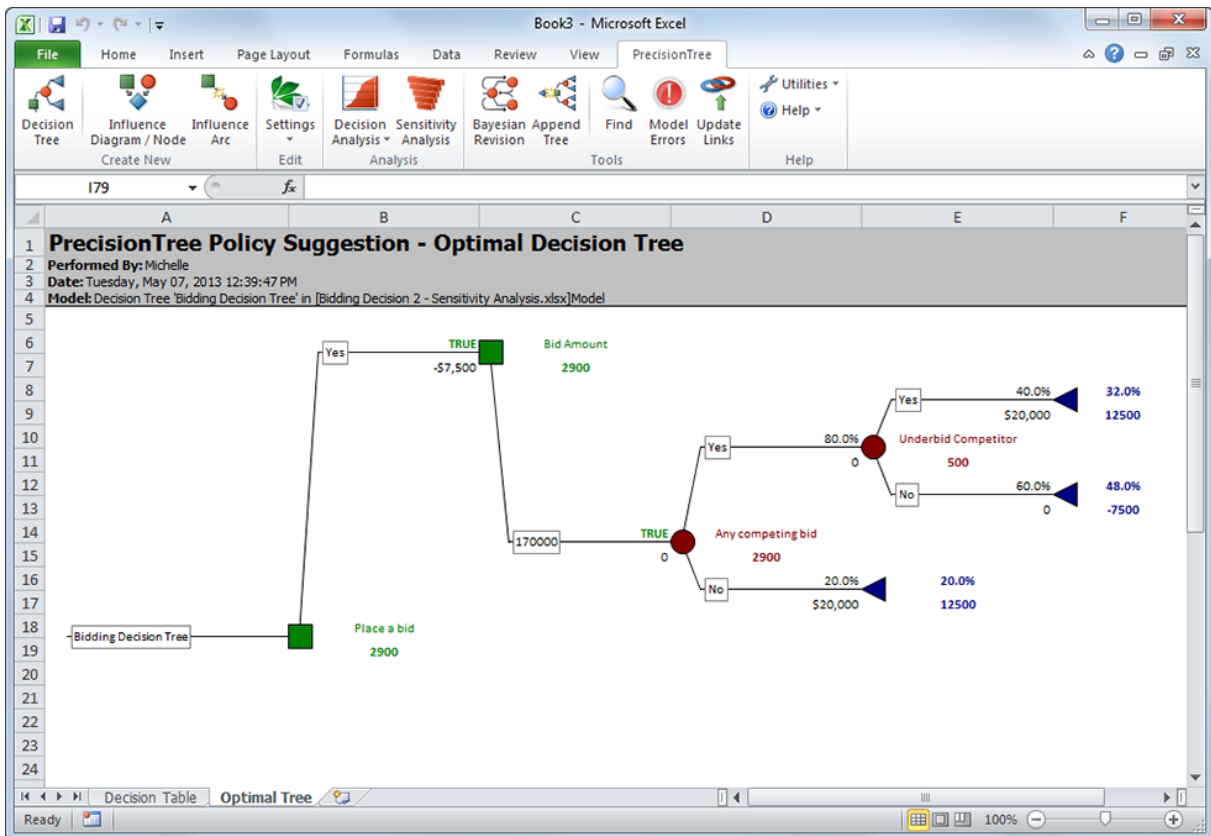 Book3 - Microsoft Excel
File Home Insert Page Layout Formulas Data Review View PrecisionTree
Decision Tree
Influence Diagram / Node
Influence Arc
Create New
Settings
Edit
Decision Analysis
Sensitivity Analysis
Analysis
Bayesian Revision
Append Tree
Find
Model Errors
Update Links
Tools
Utilities
Help
Help
I79 fx
A B C D E F
1 PrecisionTree Policy Suggestion - Optimal Decision Tree
2 Performed By: Michelle
3 Date: Tuesday, May 07, 2013 12:39:47 PM
4 Model: Decision Tree 'Bidding Decision Tree' in [Bidding Decision 2 - Sensitivity Analysis.xlsx]Model
5
6 Yes TRUE Bid Amount
7 -$7,500 2900
8 Yes 40.0% 32.0%
9 $20,000 12500
10 Yes 80.0% Underbid Competitor
11 0 500
12 No 60.0% 48.0%
13 0 -7500
14 170000 TRUE Any competing bid
15 0 2900
16 No 20.0% 20.0%
17 $20,000 12500
18 Bidding Decision Tree Place a bid
19 2900
20
21
22
23
24
Decision Table Optimal Tree
Ready 100%